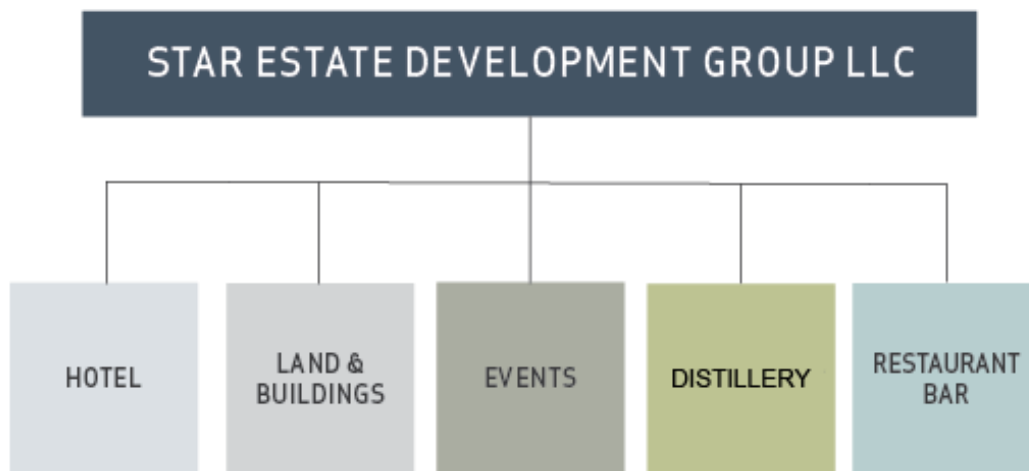 STAR ESTATE DEVELOPMENT GROUP LLC
HOTEL
LAND &
BUILDINGS
EVENTS
DISTILLERY
RESTAURANT
BAR